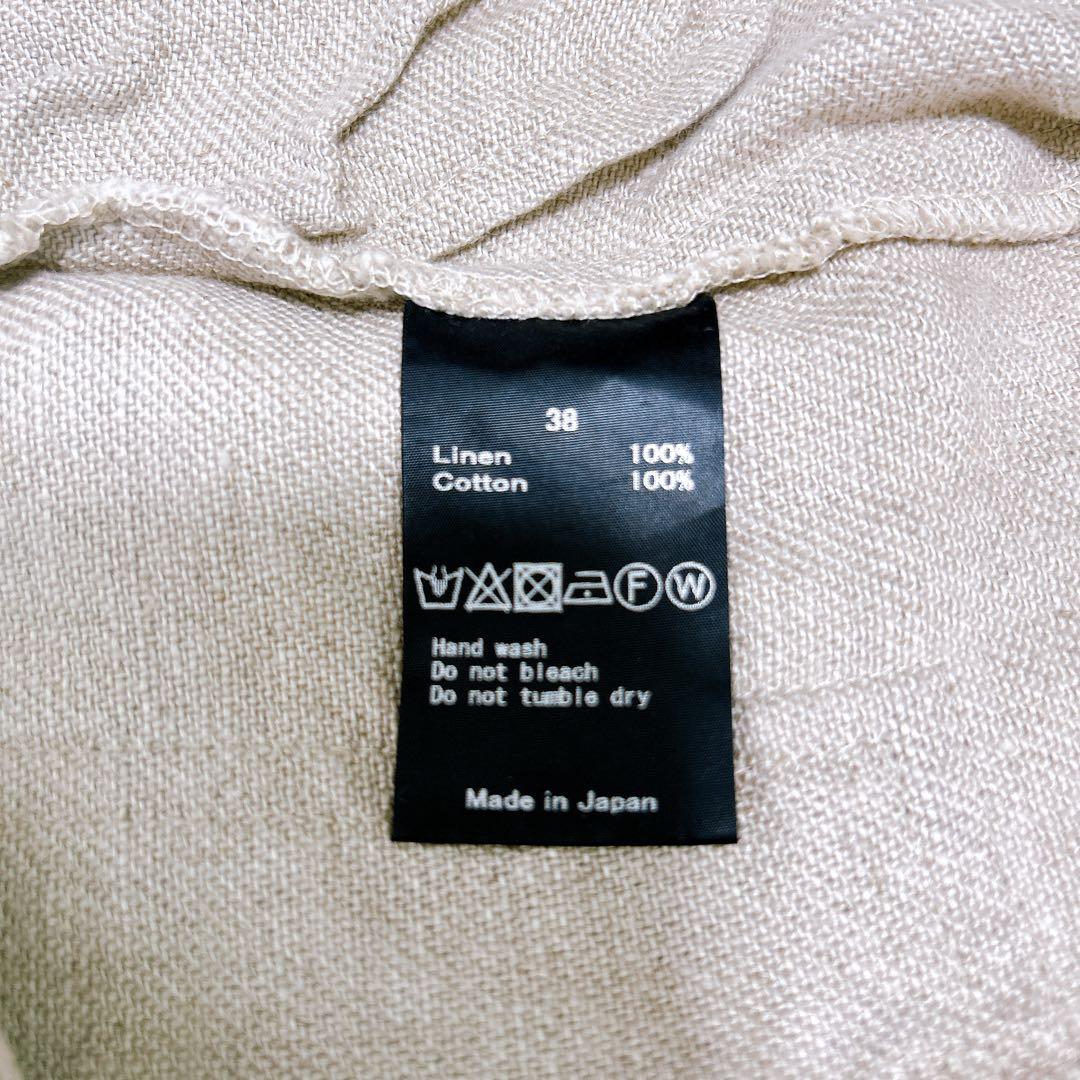 38
Linen 100%
Cotton 100%
F W
Hand wash
Do not bleach
Do not tumble dry
Made in Japan